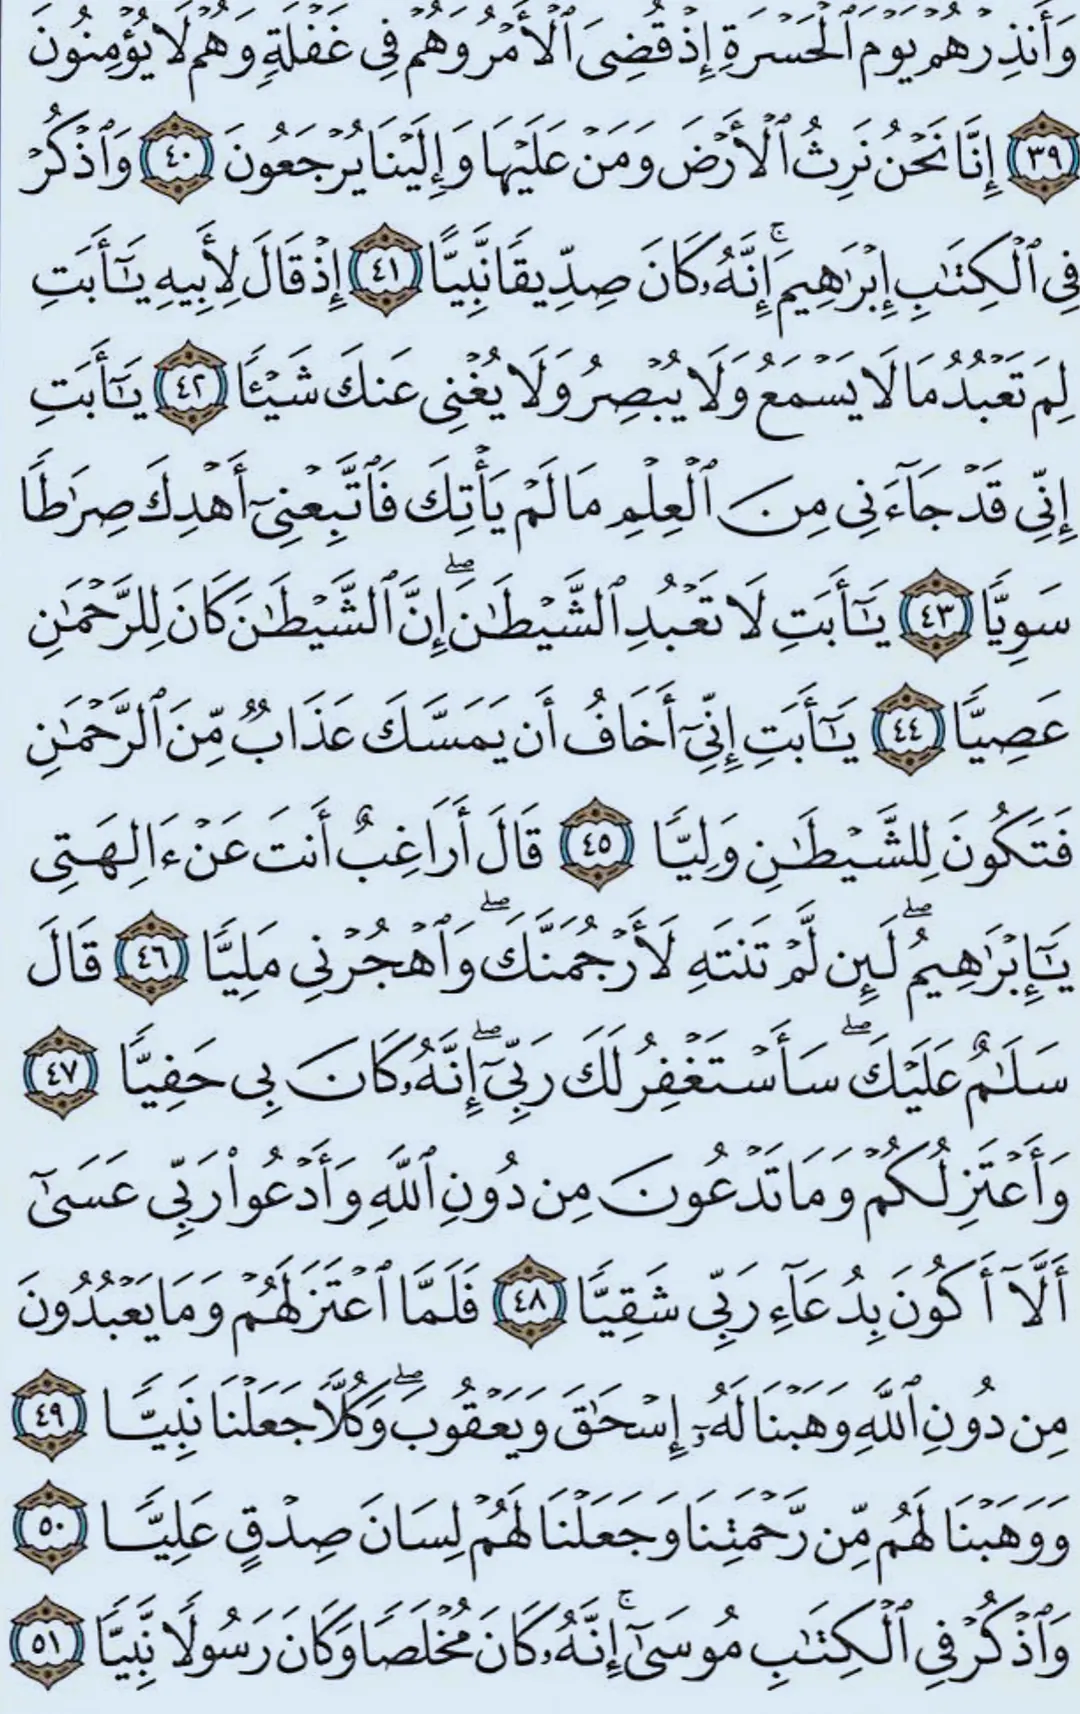 وَأَنذِرْهُمْ يَوْمَ ٱلْحَسْرَةِ إِذْ قُضِىَ ٱلْأَمْرُ وَهُمْ فِى غَفْلَةٍ وَهُمْ لَا يُؤْمِنُونَ
٣٩ إِنَّا نَحْنُ نَرِثُ ٱلْأَرْضَ وَمَنْ عَلَيْهَا وَإِلَيْنَا يُرْجَعُونَ ٤٠ وَٱذْكُرْ
فِى ٱلْكِتَٰبِ إِبْرَٰهِيمَ ۚ إِنَّهُۥ كَانَ صِدِّيقًا نَّبِيًّا ٤١ إِذْ قَالَ لِأَبِيهِ يَٰٓأَبَتِ
لِمَ تَعْبُدُ مَا لَا يَسْمَعُ وَلَا يُبْصِرُ وَلَا يُغْنِى عَنكَ شَيْـًٔا ٤٢ يَٰٓأَبَتِ
إِنِّى قَدْ جَآءَنِى مِنَ ٱلْعِلْمِ مَا لَمْ يَأْتِكَ فَٱتَّبِعْنِىٓ أَهْدِكَ صِرَٰطًا
سَوِيًّا ٤٣ يَٰٓأَبَتِ لَا تَعْبُدِ ٱلشَّيْطَٰنَ ۖ إِنَّ ٱلشَّيْطَٰنَ كَانَ لِلرَّحْمَٰنِ
عَصِيًّا ٤٤ يَٰٓأَبَتِ إِنِّىٓ أَخَافُ أَن يَمَسَّكَ عَذَابٌ مِّنَ ٱلرَّحْمَٰنِ
فَتَكُونَ لِلشَّيْطَٰنِ وَلِيًّا ٤٥ قَالَ أَرَاغِبٌ أَنتَ عَنْ ءَالِهَتِى
يَٰٓإِبْرَٰهِيمُ ۖ لَئِن لَّمْ تَنتَهِ لَأَرْجُمَنَّكَ ۖ وَٱهْجُرْنِى مَلِيًّا ٤٦ قَالَ
سَلَٰمٌ عَلَيْكَ ۖ سَأَسْتَغْفِرُ لَكَ رَبِّىٓ ۖ إِنَّهُۥ كَانَ بِى حَفِيًّا ٤٧
وَأَعْتَزِلُكُمْ وَمَا تَدْعُونَ مِن دُونِ ٱللَّهِ وَأَدْعُوا۟ رَبِّى عَسَىٰٓ
أَلَّآ أَكُونَ بِدُعَآءِ رَبِّى شَقِيًّا ٤٨ فَلَمَّا ٱعْتَزَلَهُمْ وَمَا يَعْبُدُونَ
مِن دُونِ ٱللَّهِ وَهَبْنَا لَهُۥٓ إِسْحَٰقَ وَيَعْقُوبَ ۖ وَكُلًّا جَعَلْنَا نَبِيًّا ٤٩
وَوَهَبْنَا لَهُم مِّن رَّحْمَتِنَا وَجَعَلْنَا لَهُمْ لِسَانَ صِدْقٍ عَلِيًّا ٥٠
وَٱذْكُرْ فِى ٱلْكِتَٰبِ مُوسَىٰٓ ۚ إِنَّهُۥ كَانَ مُخْلَصًا وَكَانَ رَسُولًا نَّبِيًّا ٥١